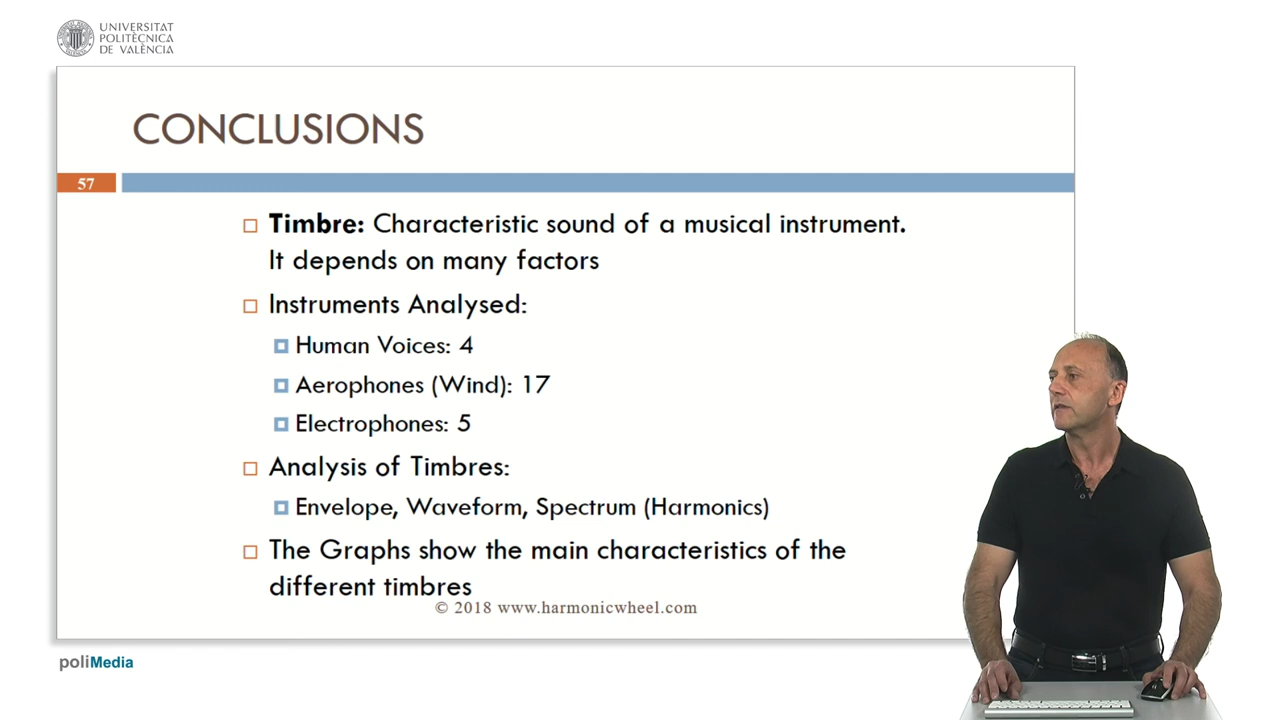 UNIVERSITAT
POLITÈCNICA
DE VALÈNCIA
CONCLUSIONS
57
Timbre: Characteristic sound of a musical instrument.
It depends on many factors
Instruments Analysed:
Human Voices: 4
Aerophones (Wind): 17
Electrophones: 5
Analysis of Timbres:
Envelope, Waveform, Spectrum (Harmonics)
The Graphs show the main characteristics of the
different timbres
© 2018 www.harmonicwheel.com
poliMedia